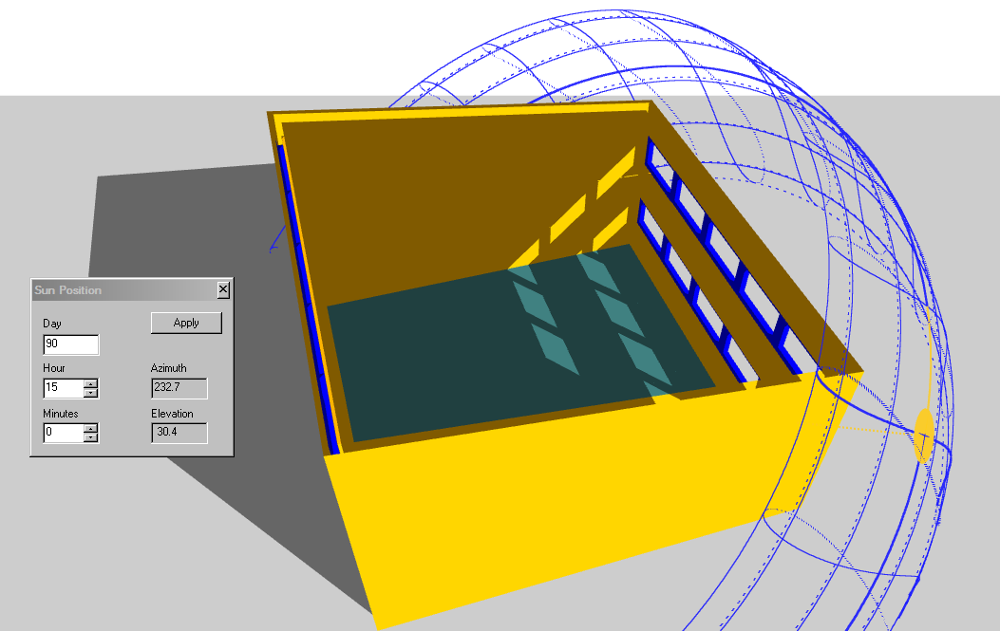 Sun Position
Day
Apply
90
Hour
Azimuth
15
232.7
Minutes
Elevation
0
30.4